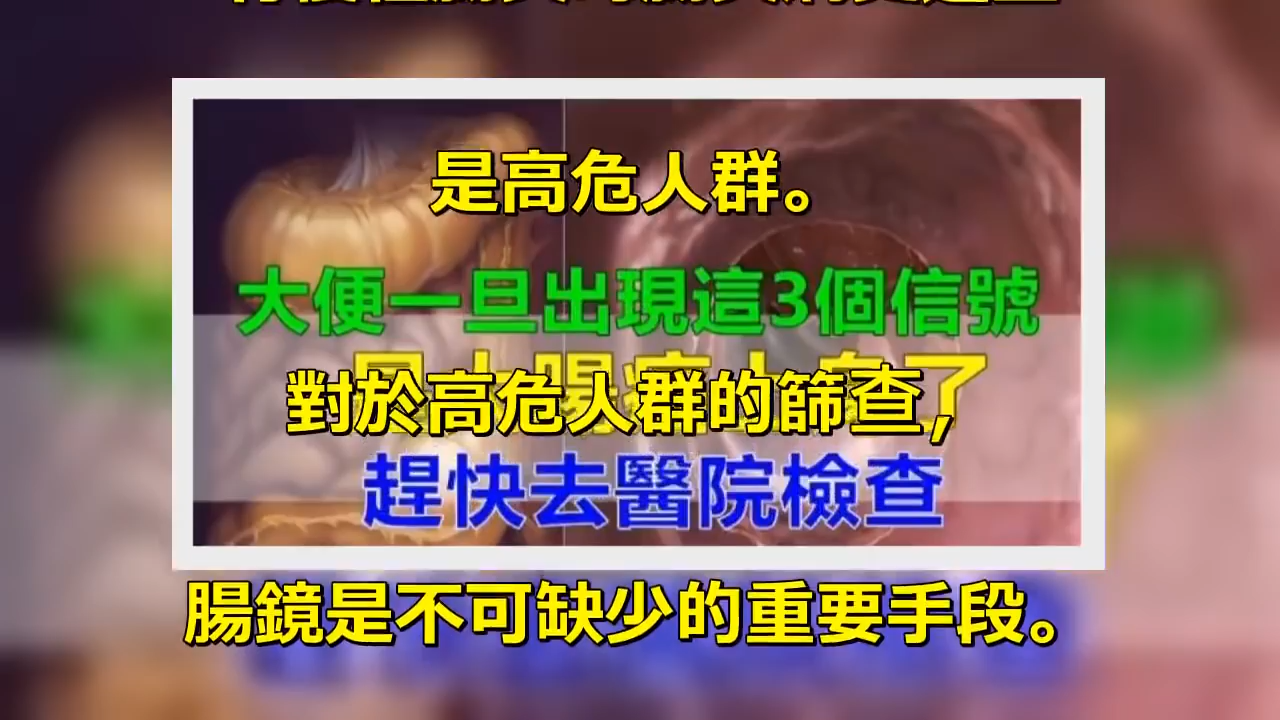 是高危人群。
大便一旦出現這3個信號
對於高危人群的篩查,
趕快去醫院檢查
腸鏡是不可缺少的重要手段。